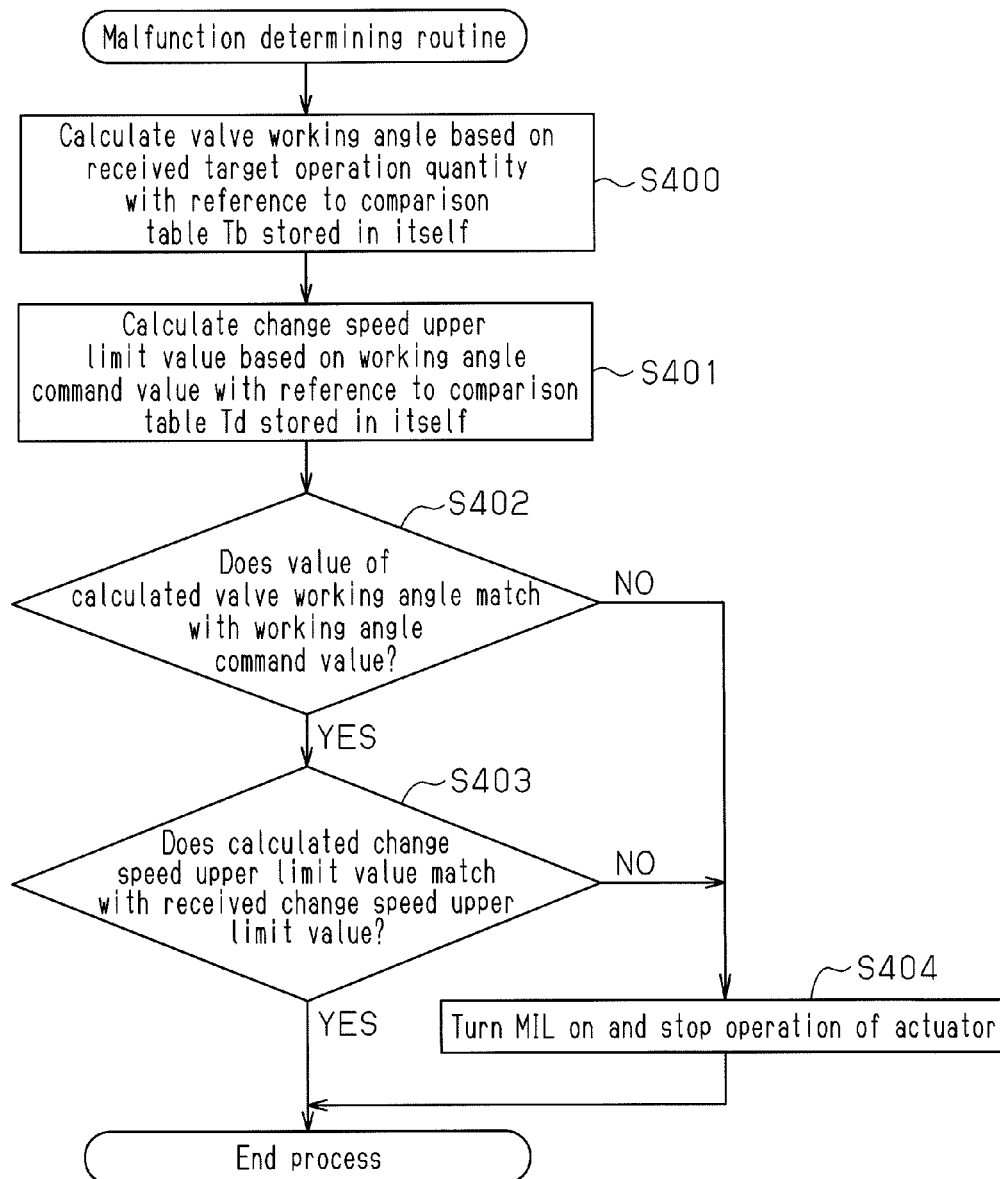 Malfunction determining routine
Calculate valve working angle based on
received target operation quantity
with reference to comparison
table Tb stored in itself
S400
Calculate change speed upper
limit value based on working angle
command value with reference to comparison
table Td stored in itself
S401
S402
Does value of
calculated valve working angle match
with working angle
command value?
NO
YES
S403
Does calculated change
speed upper limit value match
with received change speed upper
limit value?
NO
YES
S404
Turn MIL on and stop operation of actuator
End process